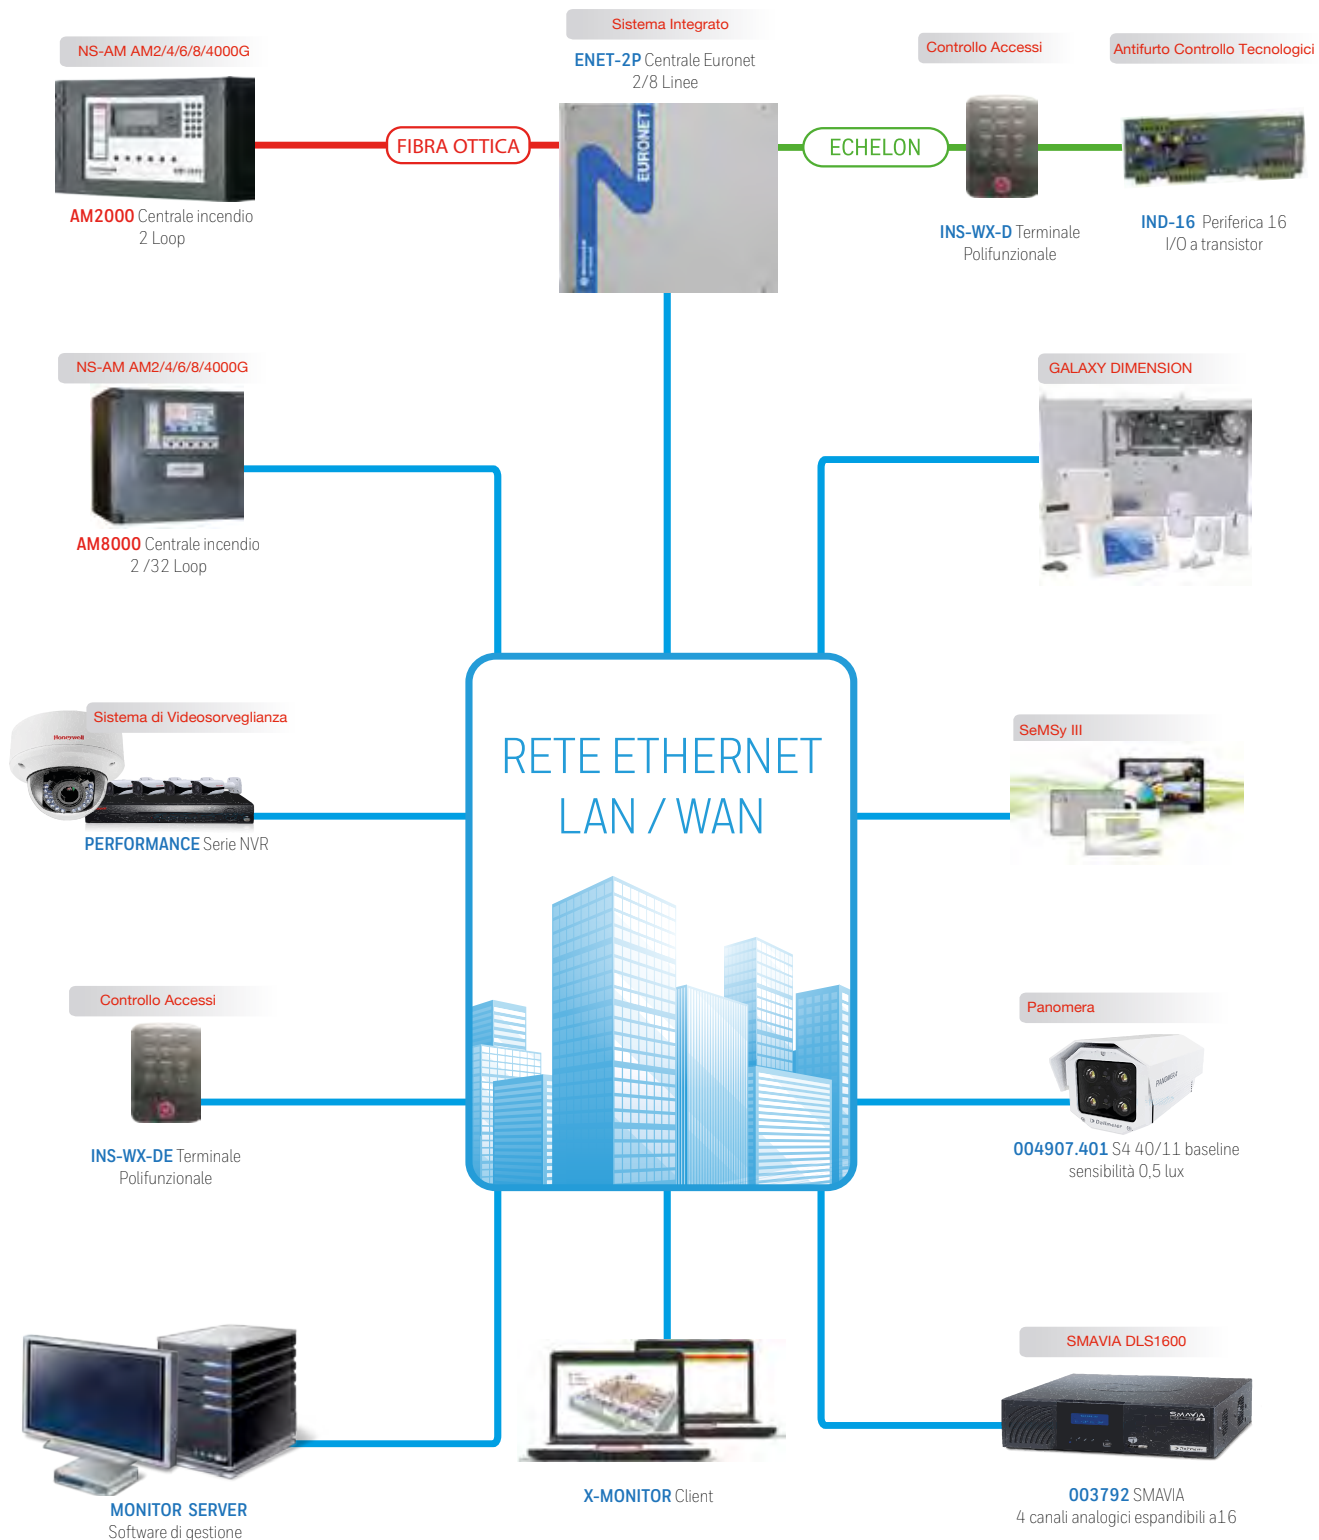 Sistema Integrato
NS-AM AM2/4/6/8/4000G
Controllo Accessi
Antifurto Controllo Tecnologici
ENET-2P Centrale Euronet
2/8 Linee
EURONET
FIBRA OTTICA
ECHELON
AM2000 Centrale incendio
2 Loop
INS-WX-D Terminale
Polifunzionale
IND-16 Periferica 16
I/O a transistor
NS-AM AM2/4/6/8/4000G
GALAXY DIMENSION
AM8000 Centrale incendio
2 /32 Loop
Sistema di Videosorveglianza
Honeywell
PERFORMANCE Serie NVR
RETE ETHERNET
LAN / WAN
SeMSy III
Controllo Accessi
INS-WX-DE Terminale
Polifunzionale
Panomera
PANOMERA
Dallmeier
004907.401 S4 40/11 baseline
sensibilità 0,5 lux
SMAVIA DLS1600
SMAVIA
Dallmeier
MONITOR SERVER
Software di gestione
X-MONITOR Client
003792 SMAVIA
4 canali analogici espandibili a16